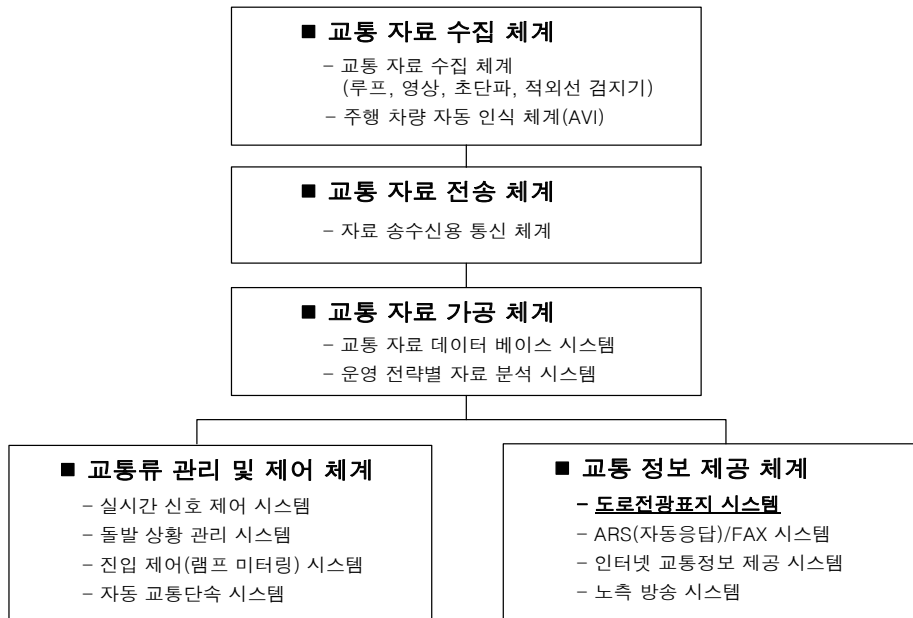 ■ 교통 자료 수집 체계
– 교통 자료 수집 체계
(루프, 영상, 초단파, 적외선 검지기)
– 주행 차량 자동 인식 체계(AVI)
■ 교통 자료 전송 체계
– 자료 송수신용 통신 체계
■ 교통 자료 가공 체계
– 교통 자료 데이터 베이스 시스템
– 운영 전략별 자료 분석 시스템
■ 교통류 관리 및 제어 체계
– 실시간 신호 제어 시스템
– 돌발 상황 관리 시스템
– 진입 제어(램프 미터링) 시스템
– 자동 교통단속 시스템
■ 교통 정보 제공 체계
– 도로전광표지 시스템
– ARS(자동응답)/FAX 시스템
– 인터넷 교통정보 제공 시스템
– 노측 방송 시스템